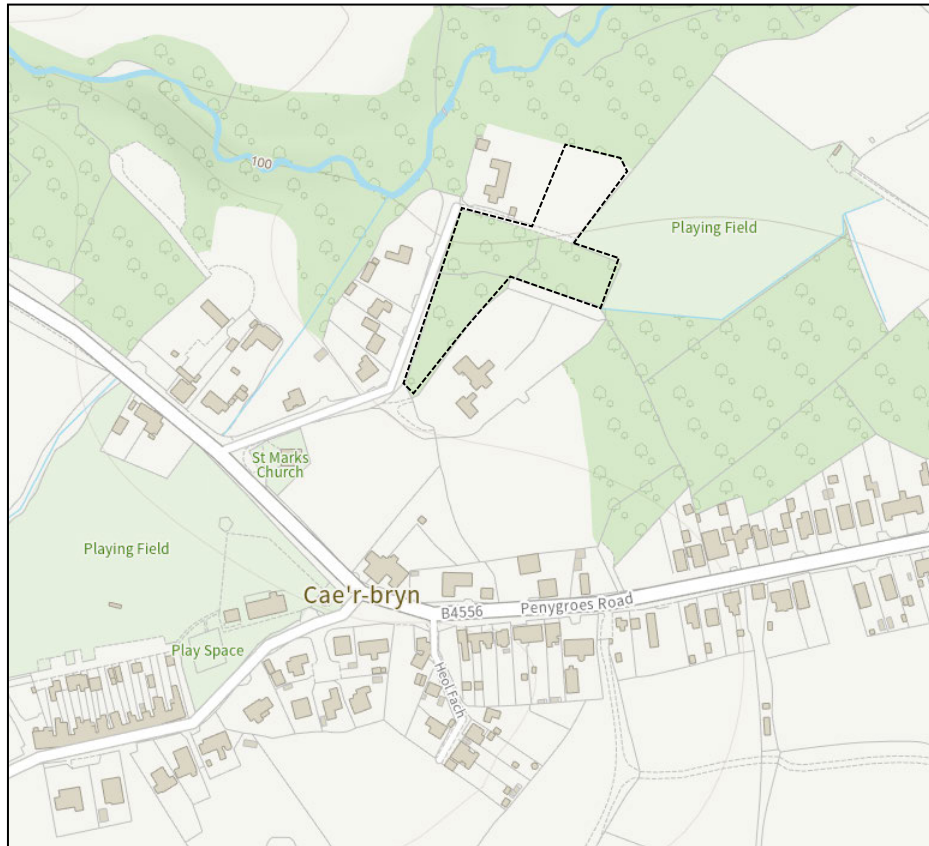 100
Playing Field
St Marks
Church
Playing Field
Cae'r-bryn
B4556
Penygroes Road
Play Space
Heol Fach